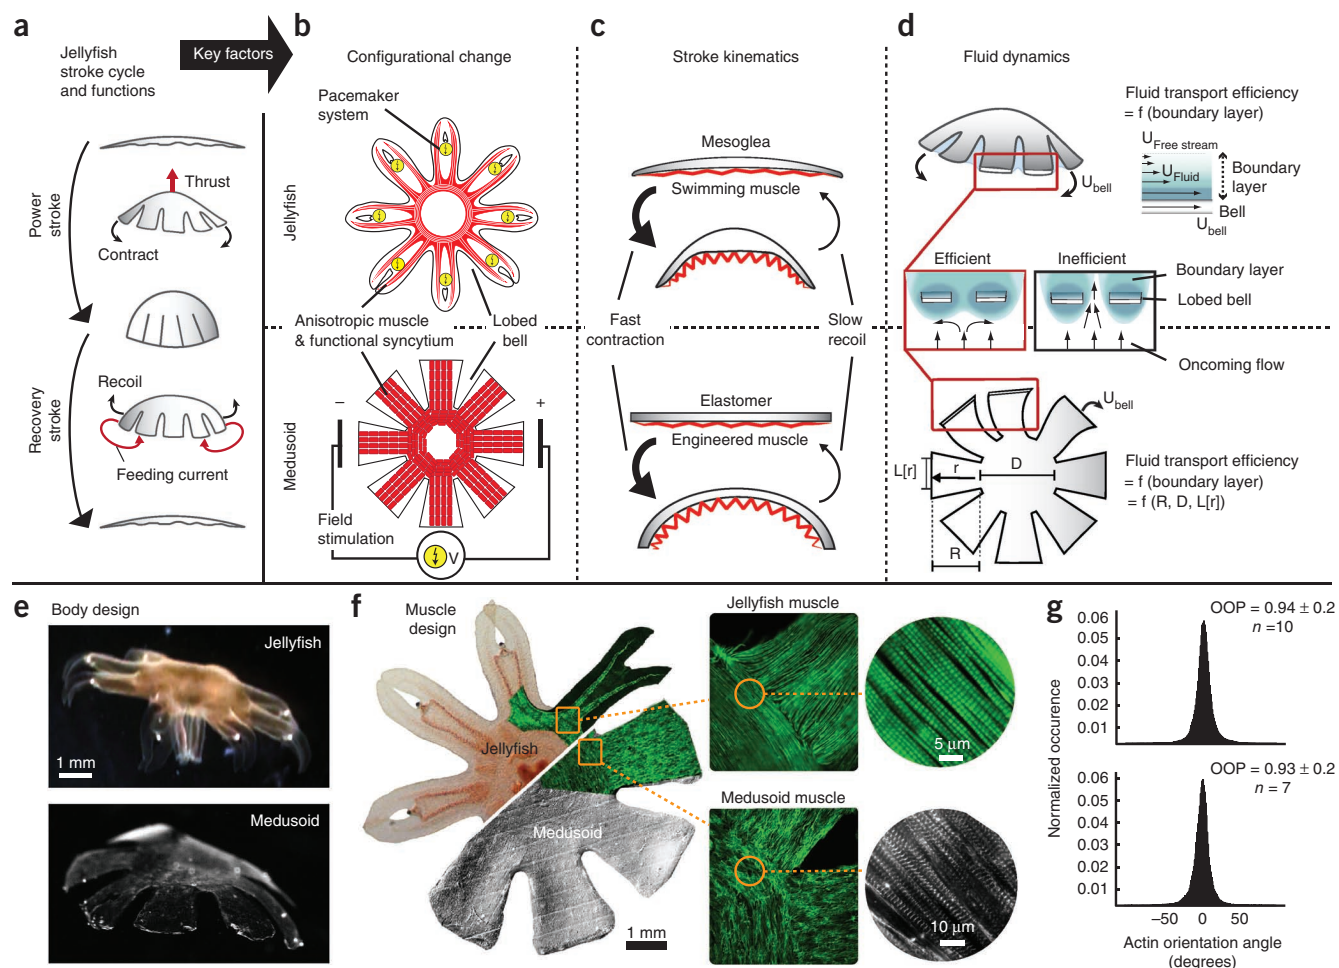 a
Jellyfish
stroke cycle
and functions
Key factors
Power
stroke
Thrust
Contract
Recovery
stroke
Recoil
Feeding current
b
Configurational change
Pacemaker
system
Jellyfish
Anisotropic muscle
& functional syncytium
Lobed
bell
Medusoid
–
+
Field
stimulation
V
c
Stroke kinematics
Mesoglea
Swimming muscle
Fast
contraction
Slow
recoil
Elastomer
Engineered muscle
d
Fluid dynamics
Fluid transport efficiency
= f (boundary layer)
U Free stream
U Fluid
Boundary
layer
Bell
U bell
U bell
Efficient
Inefficient
Boundary layer
Lobed bell
Oncoming flow
U bell
L[r]
r
D
R
Fluid transport efficiency
= f (boundary layer)
= f (R, D, L[r])
e
Body design
Jellyfish
1 mm
Medusoid
f
Muscle
design
Jellyfish
Medusoid
1 mm
Jellyfish muscle
5 µm
Medusoid muscle
10 µm
g
OOP = 0.94 ± 0.2
n =10
0.06
0.05
0.04
0.03
0.02
0.01
OOP = 0.93 ± 0.2
n = 7
0.06
0.05
0.04
0.03
0.02
0.01
Normalized occurence
–50 0 50
Actin orientation angle
(degrees)